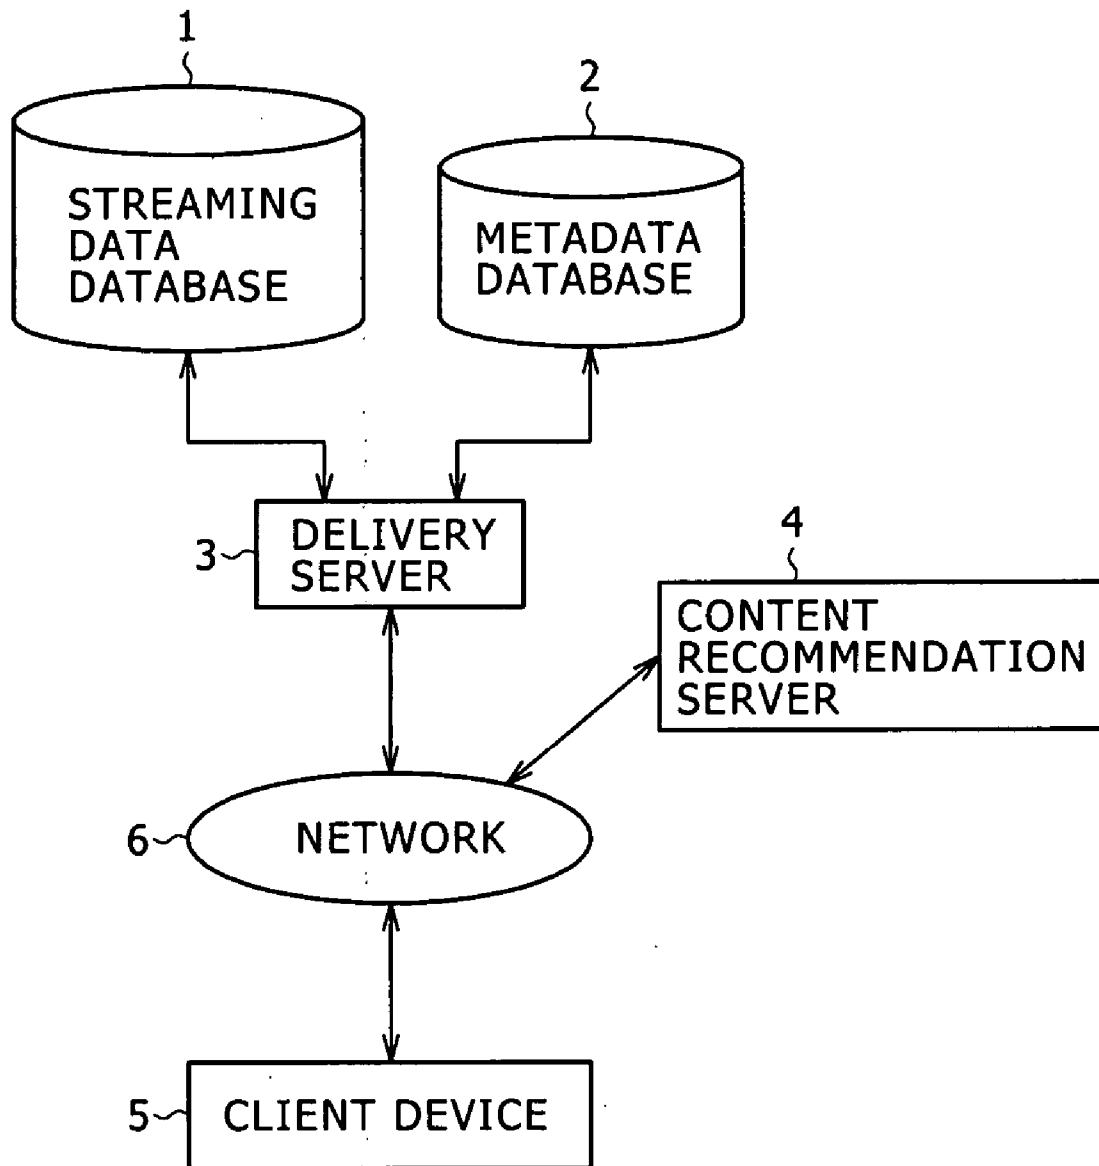 1
2
STREAMING
DATA
DATABASE
METADATA
DATABASE
3
DELIVERY
SERVER
4
CONTENT
RECOMMENDATION
SERVER
6
NETWORK
5
CLIENT DEVICE